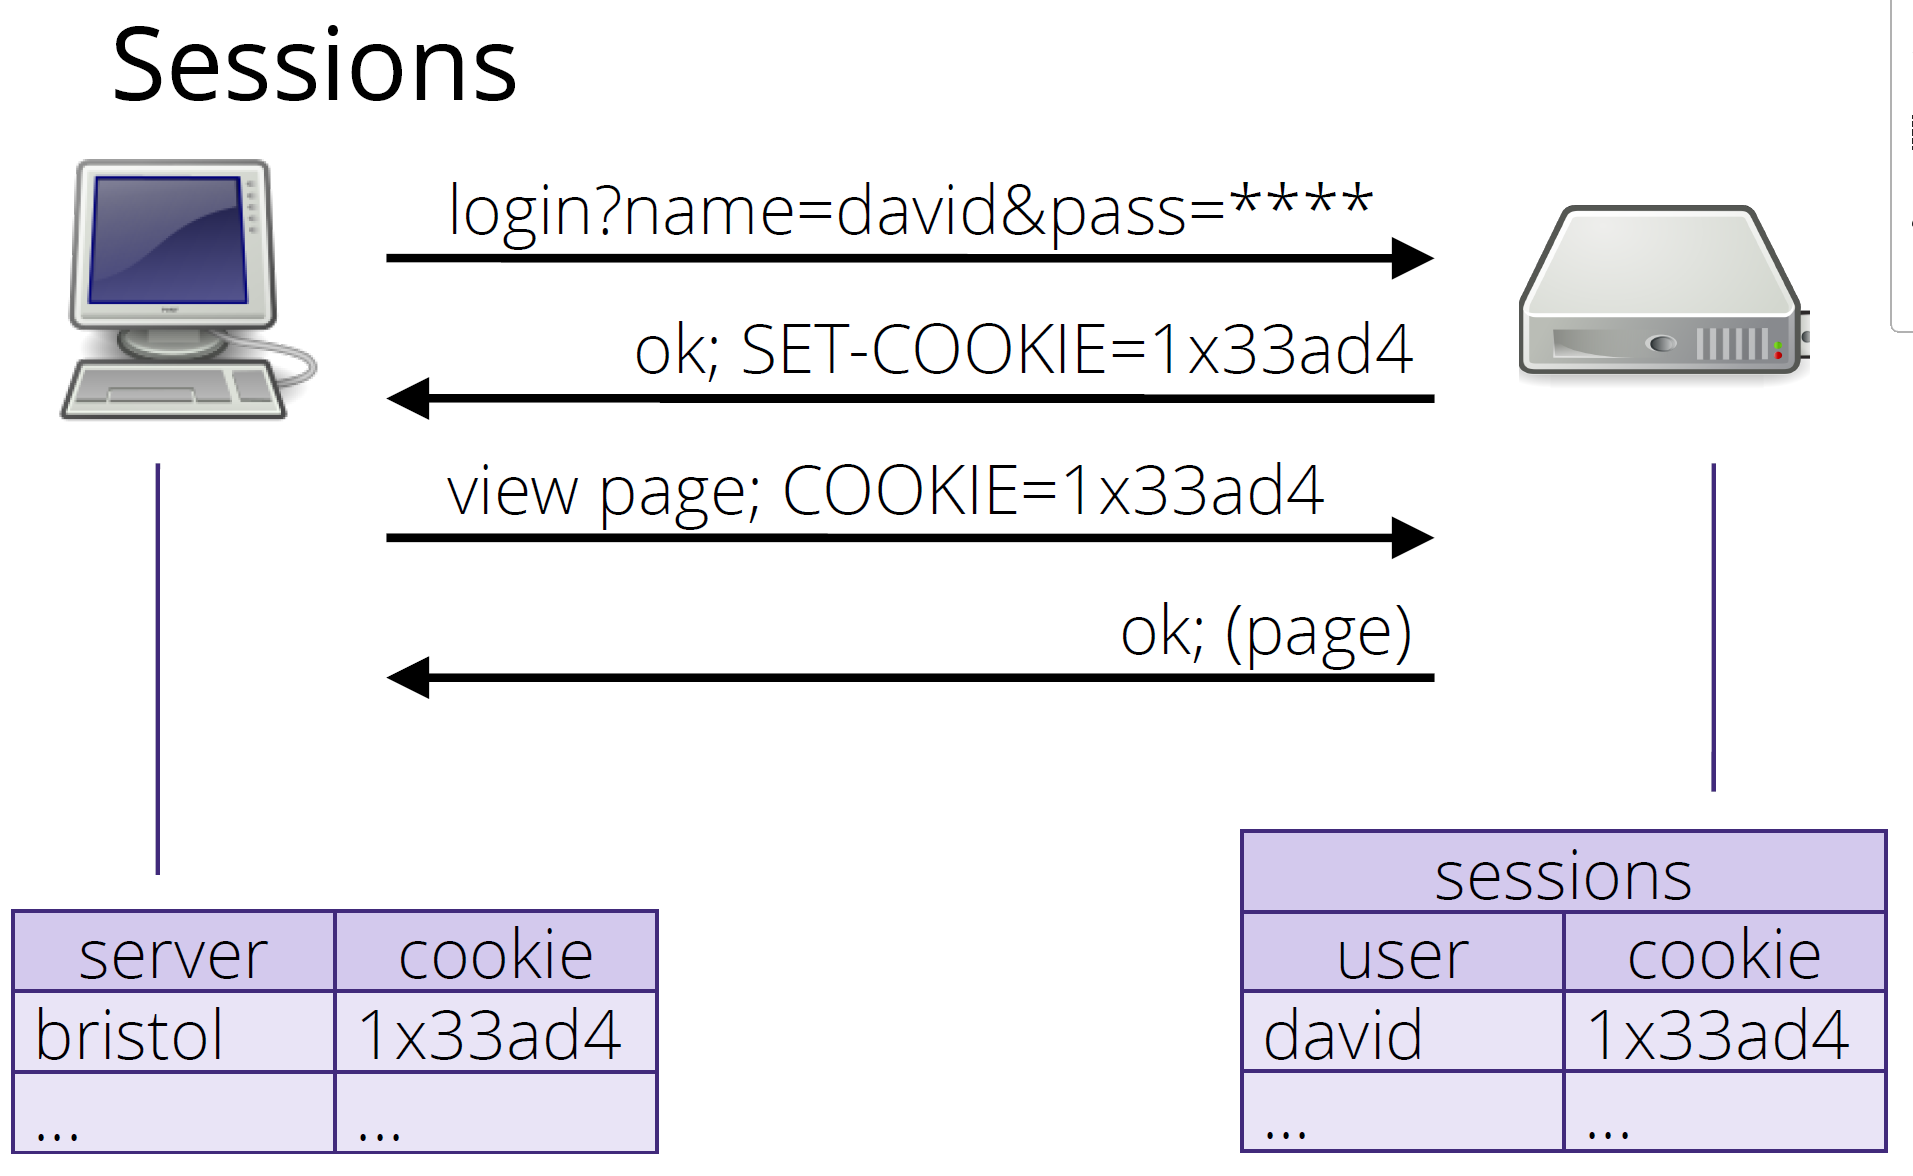 Sessions
login?name=david&pass=****
ok; SET-COOKIE=1x33ad4
view page; COOKIE=1x33ad4
ok; (page)
server cookie
bristol 1x33ad4
... ...
sessions
user cookie
david 1x33ad4
... ...